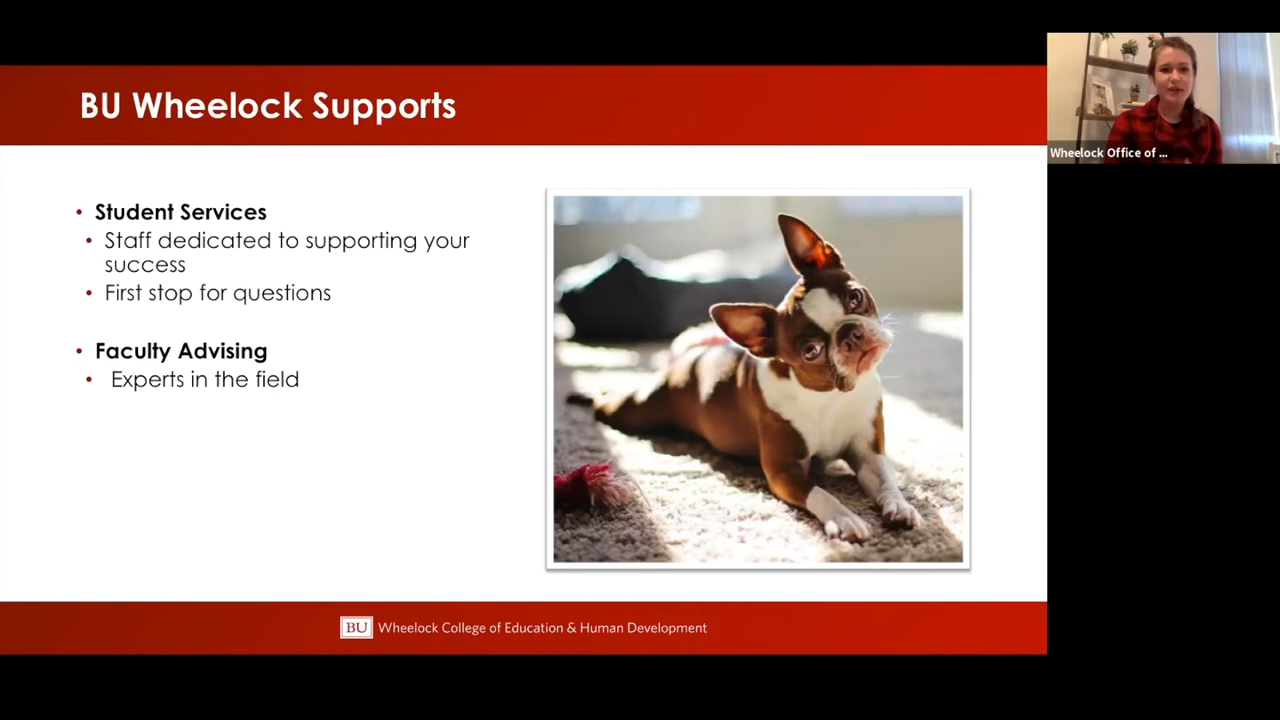 BU Wheelock Supports
• Student Services
• Staff dedicated to supporting your
success
• First stop for questions
• Faculty Advising
• Experts in the field
BU Wheelock College of Education & Human Development
Wheelock Office of ...